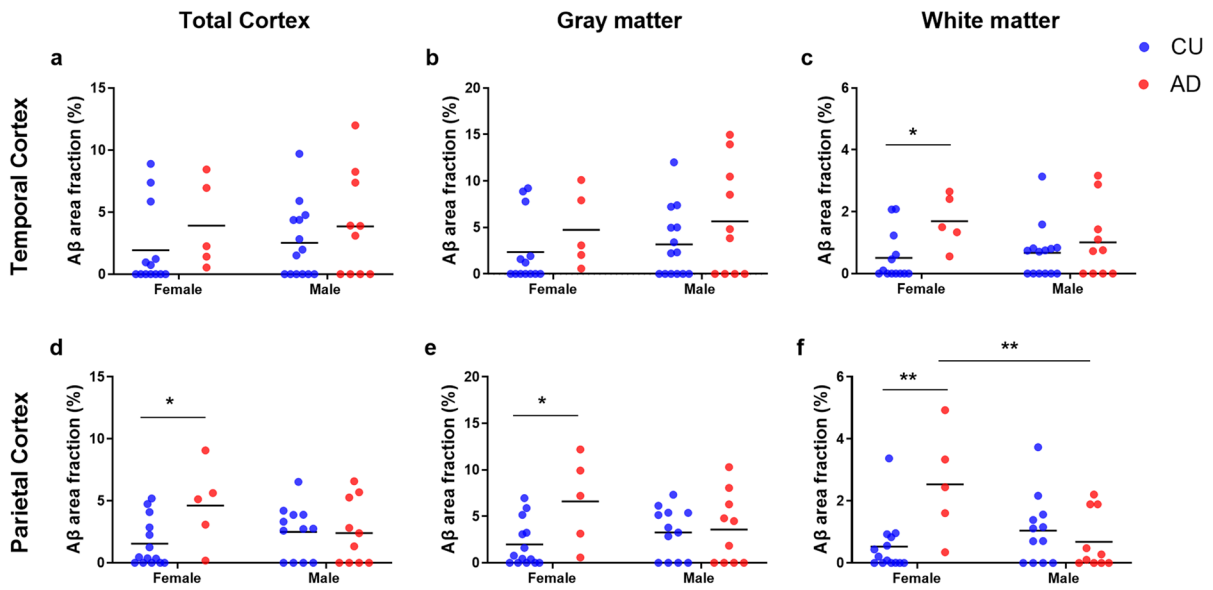 Total Cortex
Gray matter
White matter
CU
AD
Temporal Cortex
a
Aβ area fraction (%)
15
10
5
0
Female
Male
b
Aβ area fraction (%)
20
15
10
5
0
Female
Male
c
Aβ area fraction (%)
6
4
2
0
*
Female
Male
Parietal Cortex
d
Aβ area fraction (%)
15
10
5
0
*
Female
Male
e
Aβ area fraction (%)
20
15
10
5
0
*
Female
Male
f
Aβ area fraction (%)
6
4
2
0
**
**
Female
Male